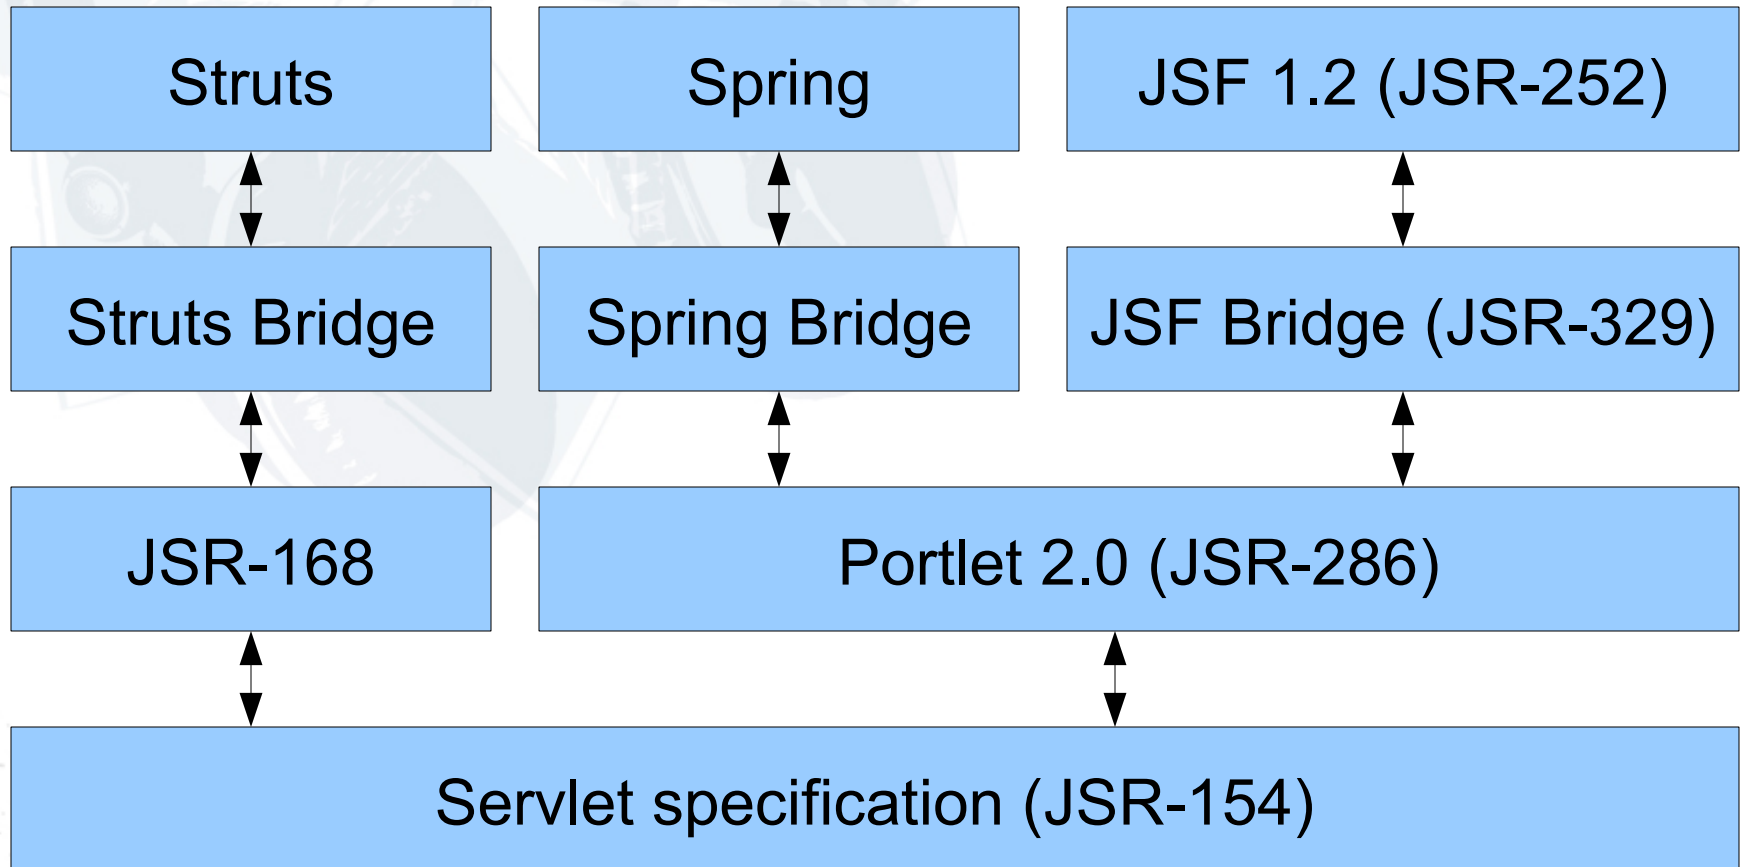 Struts
Spring
JSF 1.2 (JSR-252)
Struts Bridge
Spring Bridge
JSF Bridge (JSR-329)
JSR-168
Portlet 2.0 (JSR-286)
Servlet specification (JSR-154)